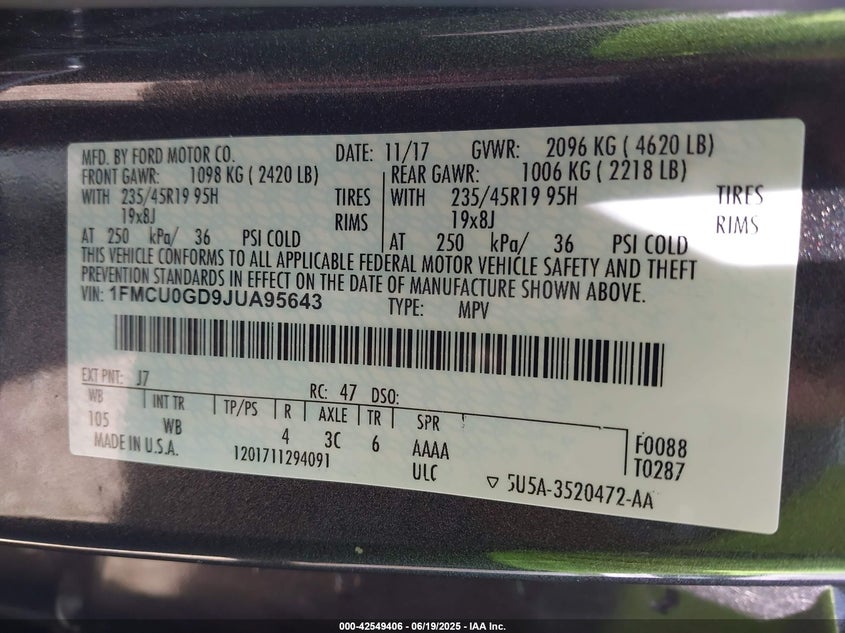 MFD. BY FORD MOTOR CO. DATE: 11/17 GVWR: 2096 KG ( 4620 LB)
FRONT GAWR: 1098 KG ( 2420 LB) REAR GAWR: 1006 KG ( 2218 LB)
WITH 235/45R19 95H TIRES WITH 235/45R19 95H TIRES
19x8J RIMS 19x8J RIMS
AT 250 kPa/ 36 PSI COLD AT 250 kPa/ 36 PSI COLD
THIS VEHICLE CONFORMS TO ALL APPLICABLE FEDERAL MOTOR VEHICLE SAFETY AND THEFT
PREVENTION STANDARDS IN EFFECT ON THE DATE OF MANUFACTURE SHOWN ABOVE.
VIN: 1FMCU0GD9JUA95643 TYPE: MPV
EXT PNT: J7 RC: 47 DSO:
WB INT TR TP/PS R AXLE TR SPR
105 WB 4 3C 6 AAAA F0088
MADE IN U.S.A. 1201711294091 ULC T0287
5U5A-3520472-AA
000-42549406 - 06/19/2025 - IAA Inc.